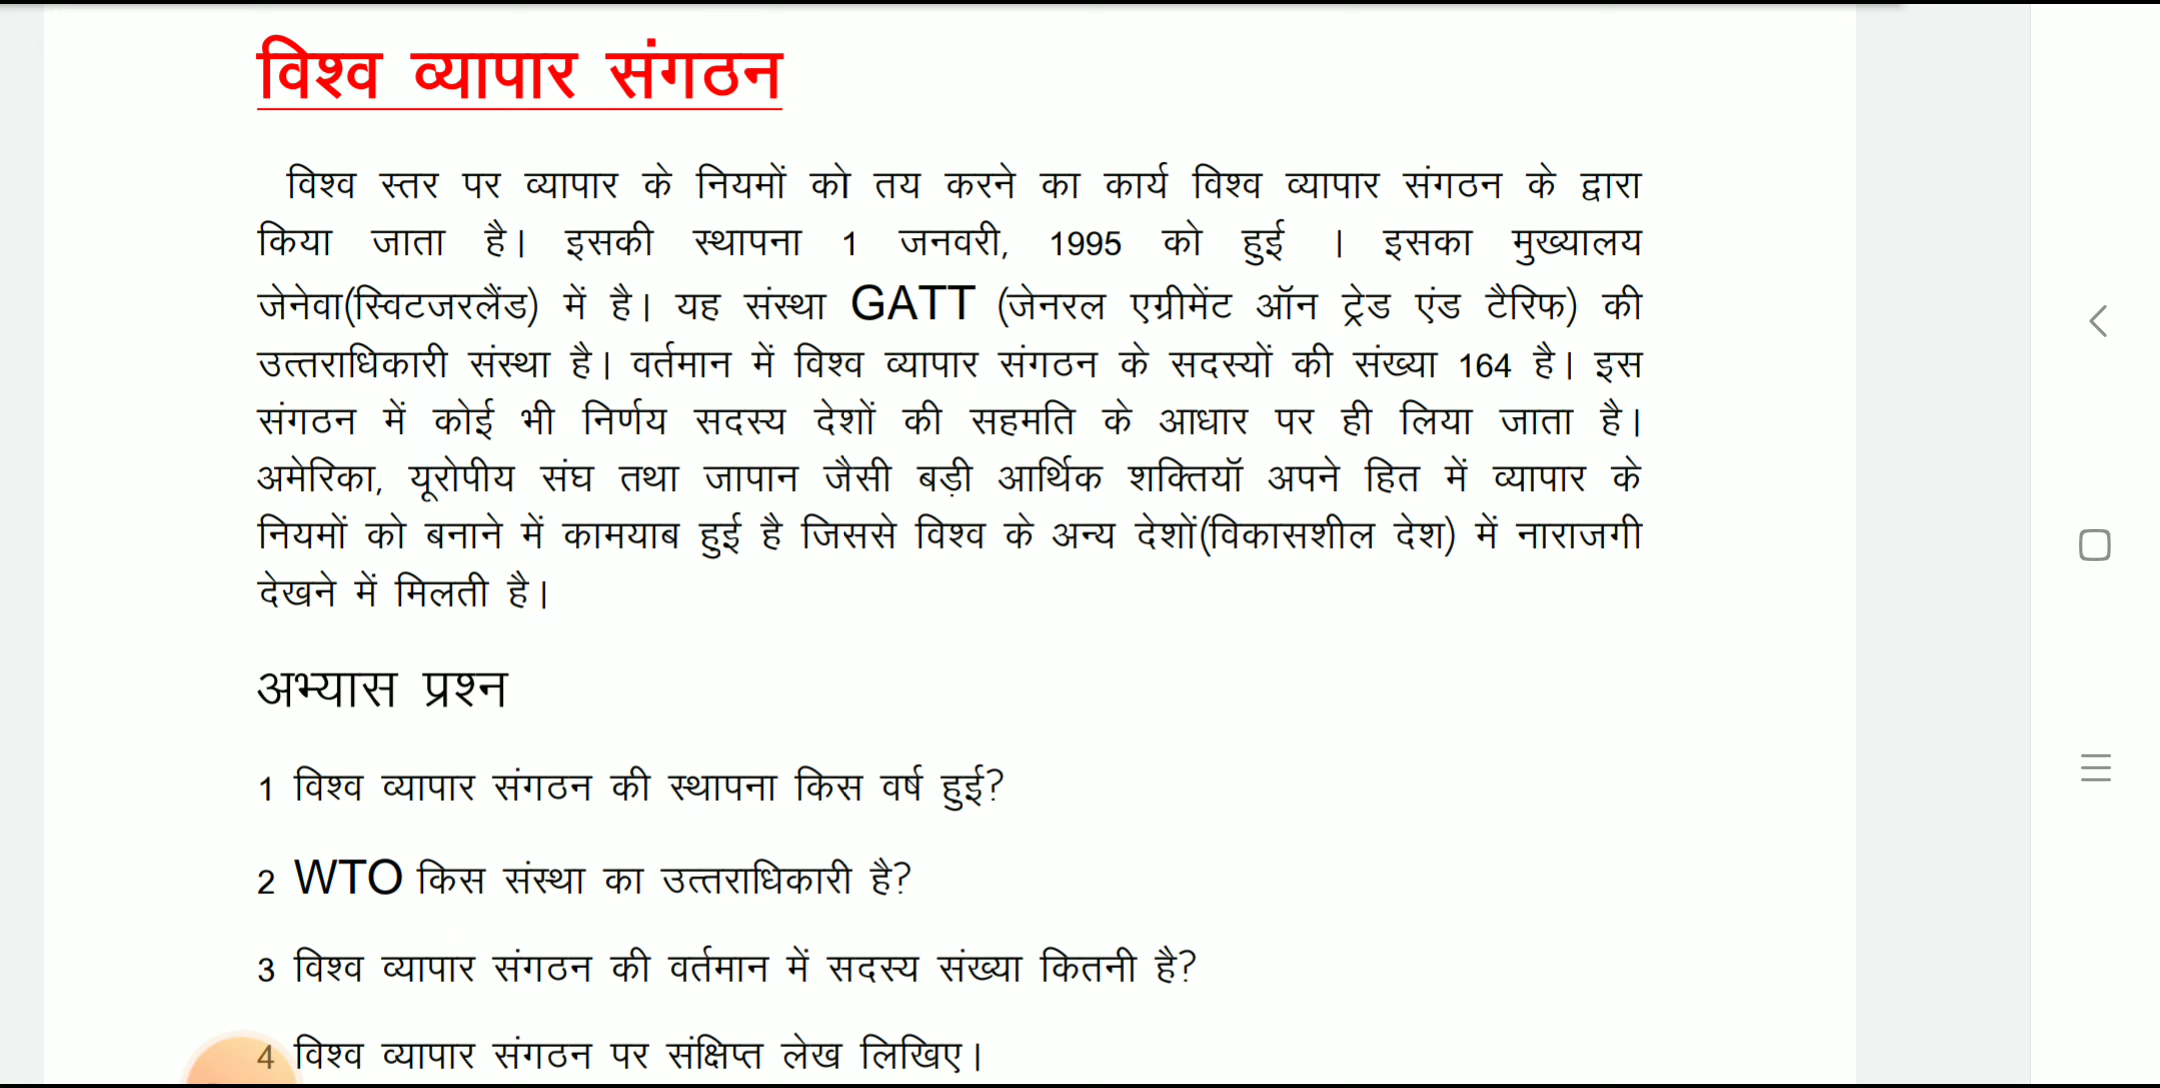 विश्व व्यापार संगठन
विश्व स्तर पर व्यापार के नियमों को तय करने का कार्य विश्व व्यापार संगठन के द्वारा
किया जाता है। इसकी स्थापना 1 जनवरी, 1995 को हुई । इसका मुख्यालय
जेनेवा(स्विटजरलैंड) में है। यह संस्था GATT (जेनरल एग्रीमेंट ऑन ट्रेड एंड टैरिफ) की
उत्तराधिकारी संस्था है। वर्तमान में विश्व व्यापार संगठन के सदस्यों की संख्या 164 है। इस
संगठन में कोई भी निर्णय सदस्य देशों की सहमति के आधार पर ही लिया जाता है।
अमेरिका, यूरोपीय संघ तथा जापान जैसी बड़ी आर्थिक शक्तियॉ अपने हित में व्यापार के
नियमों को बनाने में कामयाब हुई है जिससे विश्व के अन्य देशों(विकासशील देश) में नाराजगी
देखने में मिलती है।
अभ्यास प्रश्न
1 विश्व व्यापार संगठन की स्थापना किस वर्ष हुई?
2 WTO किस संस्था का उत्तराधिकारी है?
3 विश्व व्यापार संगठन की वर्तमान में सदस्य संख्या कितनी है?
4 विश्व व्यापार संगठन पर संक्षिप्त लेख लिखिए।